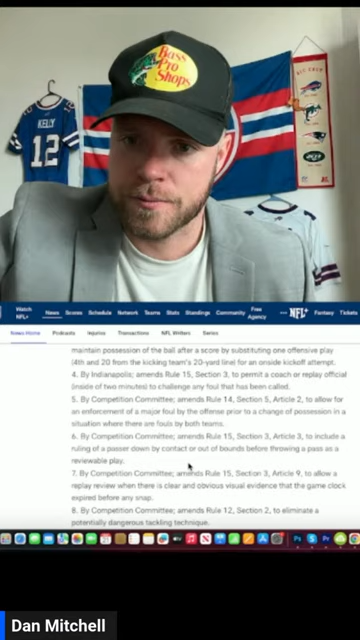 Bass
Pro
Shops
KELLY
12
AFC EAST
JETS
Watch NFL+
News
Scores
Schedule
Network
Teams
Stats
Standings
Community
Free Agency
NFL+
Fantasy
Tickets
News Home
Podcasts
Injuries
Transactions
NFL Writers
Series
maintain possession of the ball after a score by substituting one offensive play
(4th and 20 from the kicking team's 20-yard line) for an onside kickoff attempt.
4. By Indianapolis; amends Rule 15, Section 3, to permit a coach or replay official
(inside of two minutes) to challenge any foul that has been called.
5. By Competition Committee; amends Rule 14, Section 5, Article 2, to allow for
an enforcement of a major foul by the offense prior to a change of possession in a
situation where there are fouls by both teams.
6. By Competition Committee; amends Rule 15, Section 3, Article 3, to include a
ruling of a passer down by contact or out of bounds before throwing a pass as a
reviewable play.
7. By Competition Committee; amends Rule 15, Section 3, Article 9, to allow a
replay review when there is clear and obvious visual evidence that the game clock
expired before any snap.
8. By Competition Committee; amends Rule 12, Section 2, to eliminate a
potentially dangerous tackling technique.
Dan Mitchell